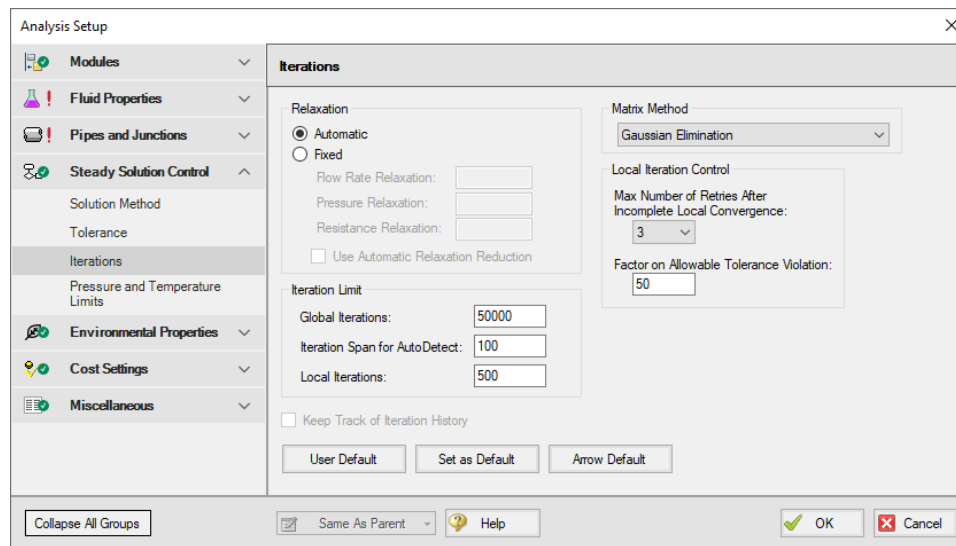 Analysis Setup
Modules
Fluid Properties
Pipes and Junctions
Steady Solution Control
Solution Method
Tolerance
Iterations
Pressure and Temperature
Limits
Environmental Properties
Cost Settings
Miscellaneous
Collapse All Groups
Iterations
Relaxation
Automatic
Fixed
Flow Rate Relaxation:
Pressure Relaxation:
Resistance Relaxation:
Use Automatic Relaxation Reduction
Iteration Limit
Global Iterations: 50000
Iteration Span for AutoDetect: 100
Local Iterations: 500
Keep Track of Iteration History
User Default Set as Default Arrow Default
Matrix Method
Gaussian Elimination
Local Iteration Control
Max Number of Retries After
Incomplete Local Convergence:
3
Factor on Allowable Tolerance Violation:
50
Same As Parent Help OK Cancel